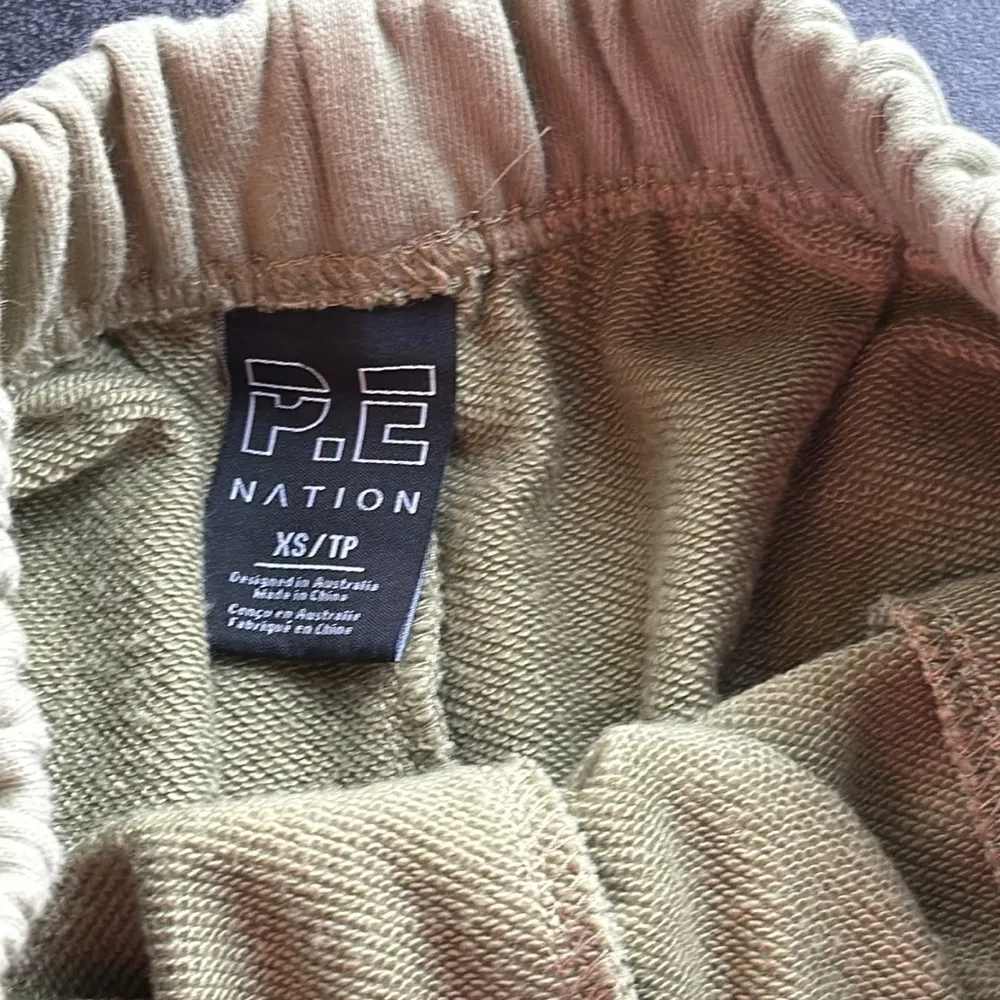 P.E
NATION
XS/TP
Designed in Australia
Made in China
Conçu en Australie
Fabriqué en Chine